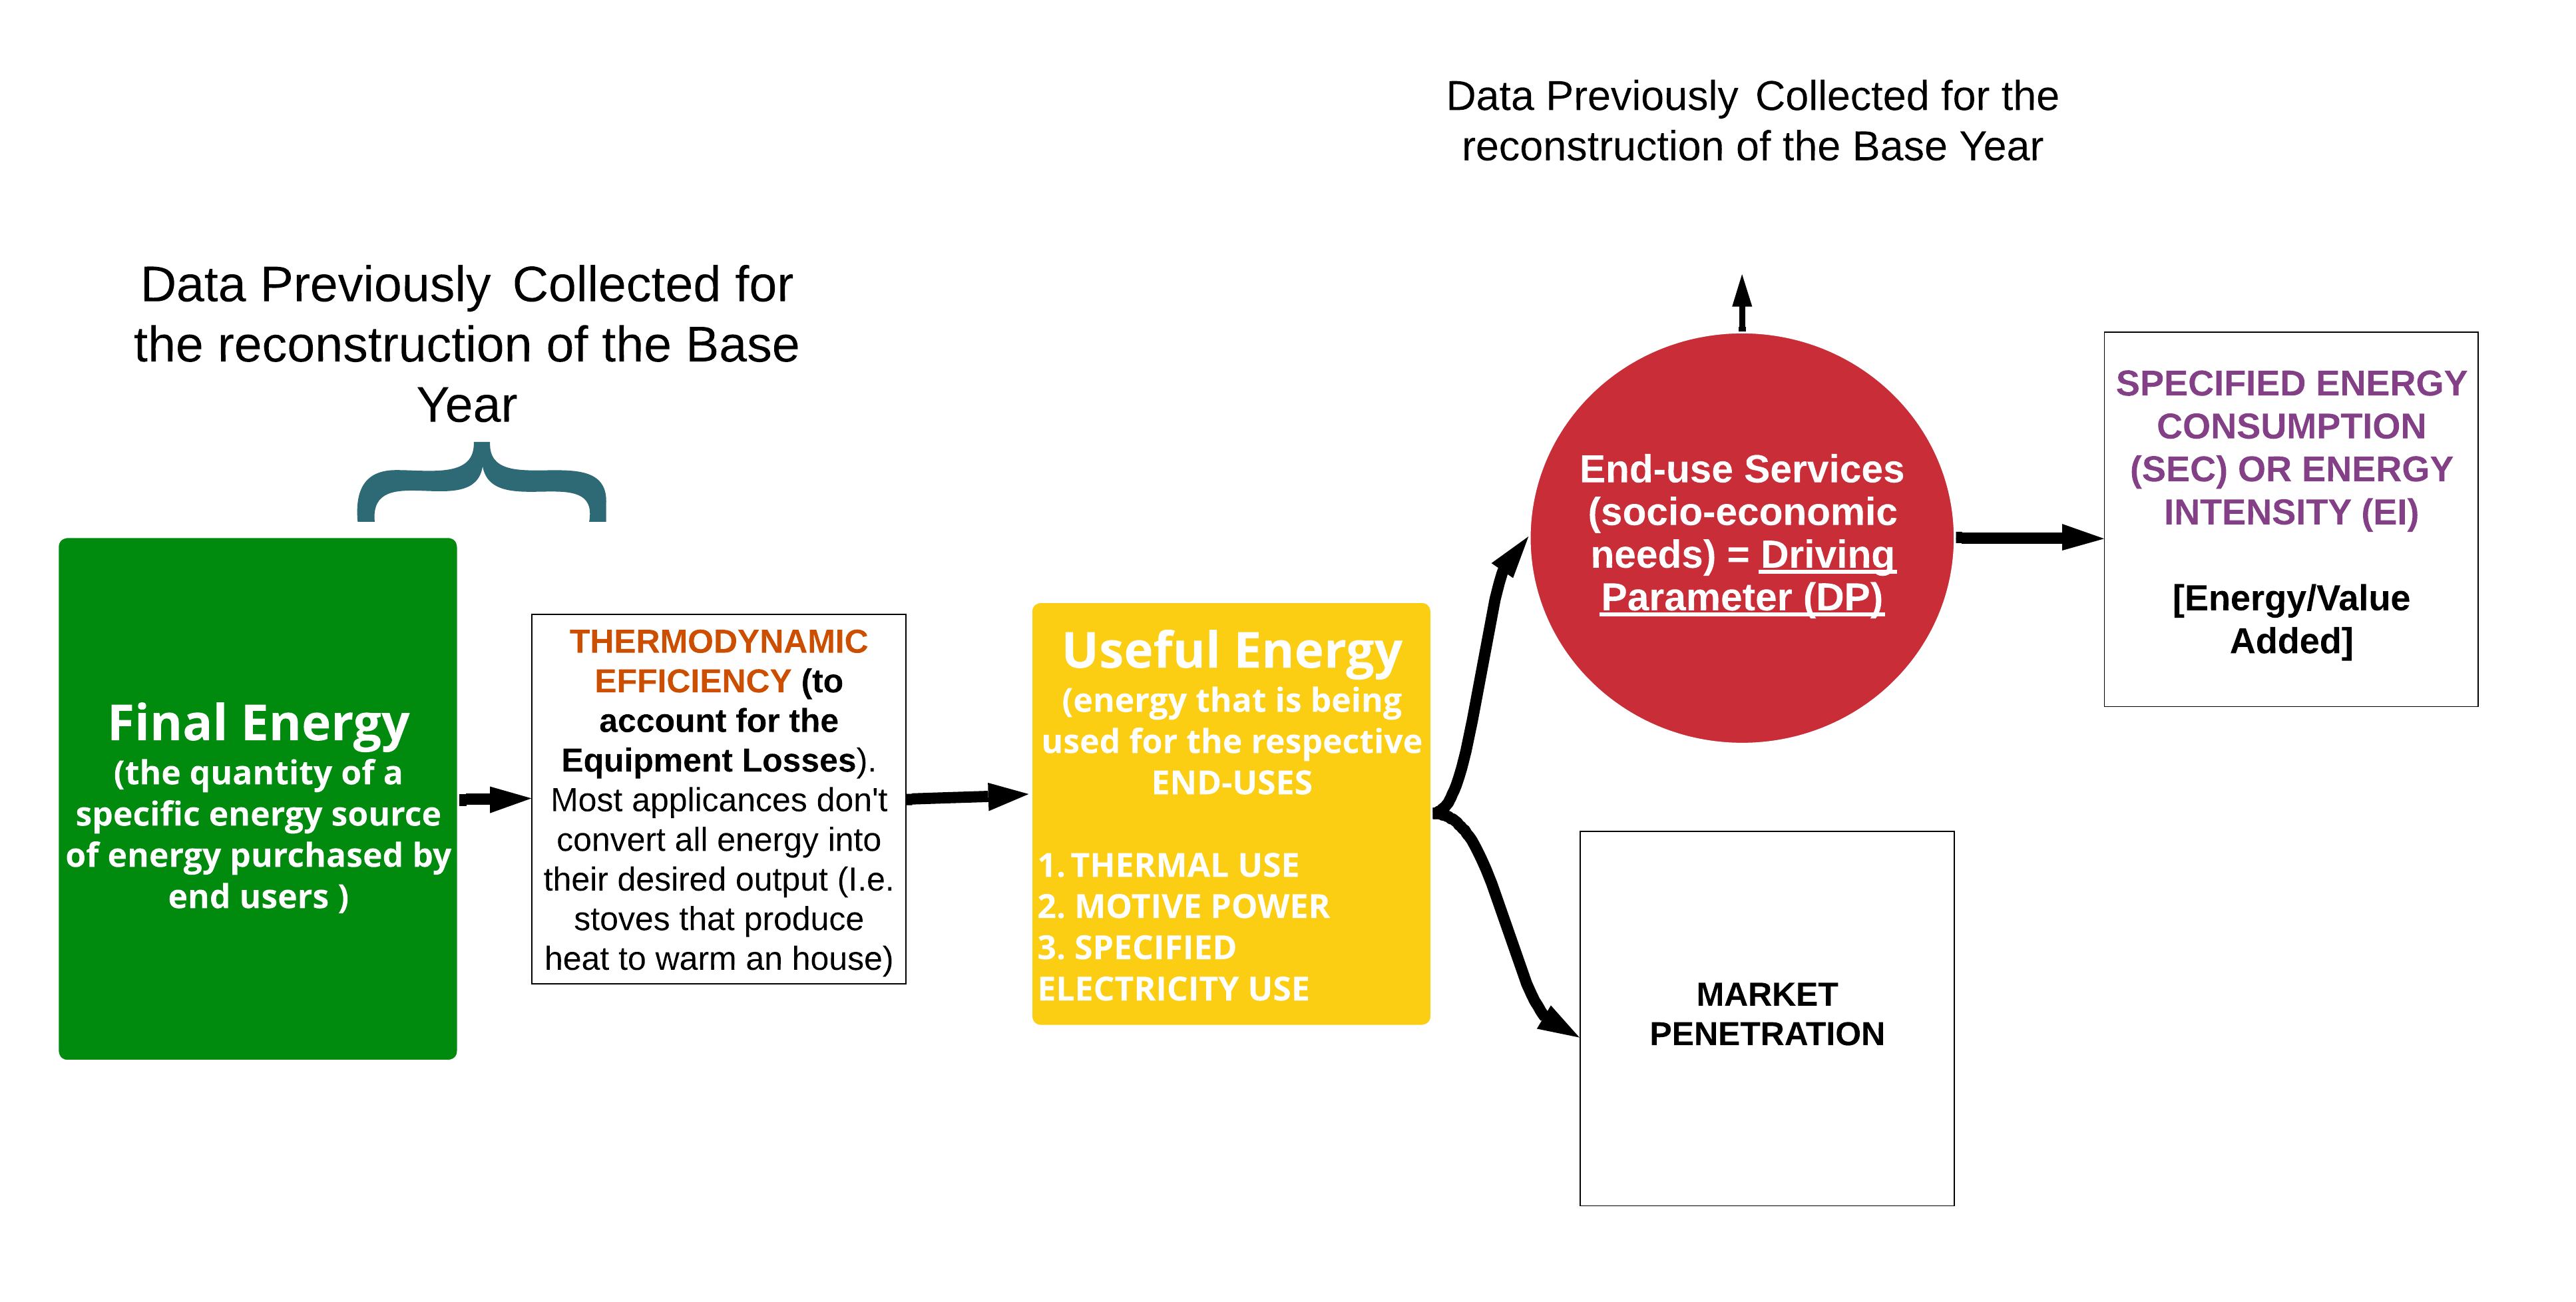 Data Previously Collected for the
reconstruction of the Base Year
Data Previously Collected for
the reconstruction of the Base
Year
Final Energy
(the quantity of a
specific energy source
of energy purchased by
end users )
THERMODYNAMIC
EFFICIENCY (to
account for the
Equipment Losses).
Most applicances don't
convert all energy into
their desired output (I.e.
stoves that produce
heat to warm an house)
Useful Energy
(energy that is being
used for the respective
END-USES
1. THERMAL USE
2. MOTIVE POWER
3. SPECIFIED
ELECTRICITY USE
End-use Services
(socio-economic
needs) = Driving
Parameter (DP)
SPECIFIED ENERGY
CONSUMPTION
(SEC) OR ENERGY
INTENSITY (EI)
[Energy/Value
Added]
MARKET
PENETRATION